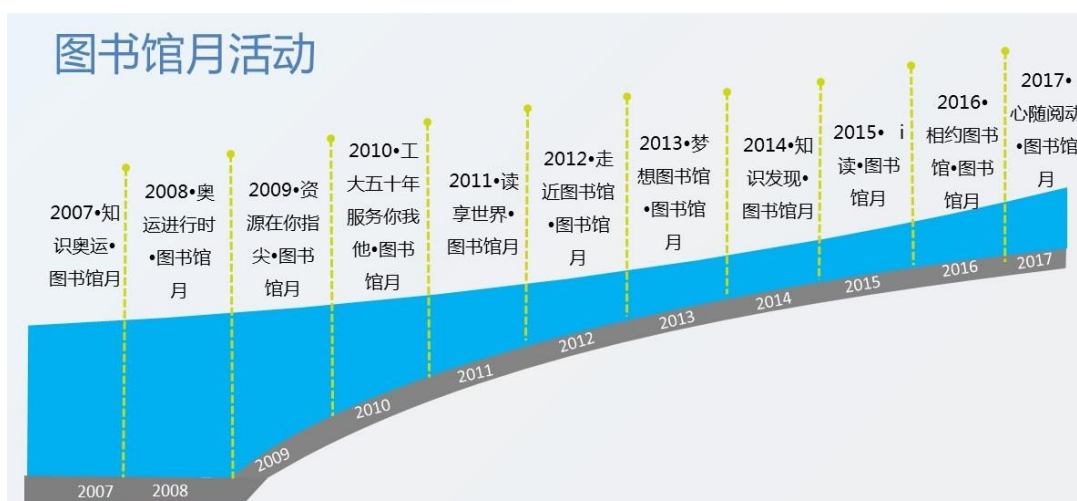 图书馆月活动
2007•知
识奥运•
图书馆月
2008•奥
运进行时
•图书馆
月
2009•资
源在你指
尖•图书
馆月
2010•工
大五十年
服务你我
他•图书
馆月
2011•读
享世界•
图书馆月
2012•走
近图书馆
•图书馆
月
2013•梦
想图书馆
•图书馆
月
2014•知
识发现•
图书馆月
2015•i
读•图书
馆月
2016•
相约图书
馆•图书
馆月
2017•
心随阅动
•图书馆
月
2007
2008
2009
2010
2011
2012
2013
2014
2015
2016
2017